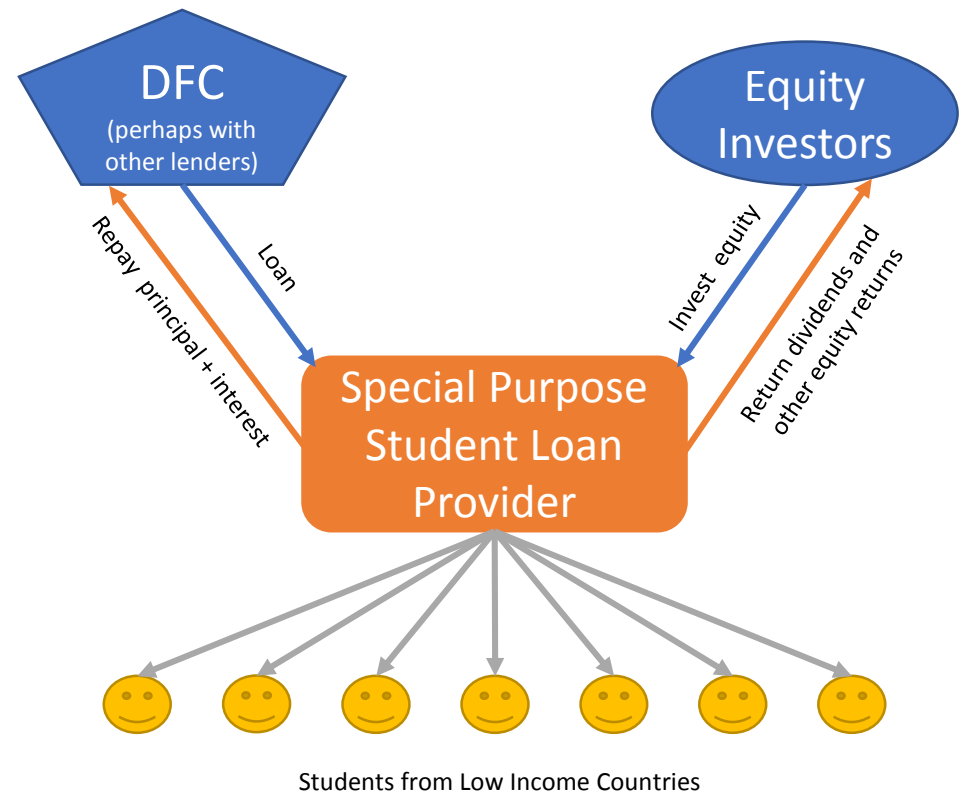 DFC
(perhaps with
other lenders)
Equity
Investors
Repay principal + interest
Loan
Invest equity
Return dividends and
other equity returns
Special Purpose
Student Loan
Provider
Students from Low Income Countries